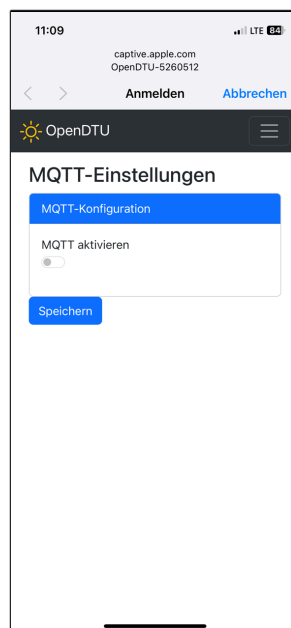 11:09
LTE 84
captive.apple.com
OpenDTU-5260512
Anmelden
Abbrechen
OpenDTU
MQTT-Einstellungen
MQTT-Konfiguration
MQTT aktivieren
Speichern